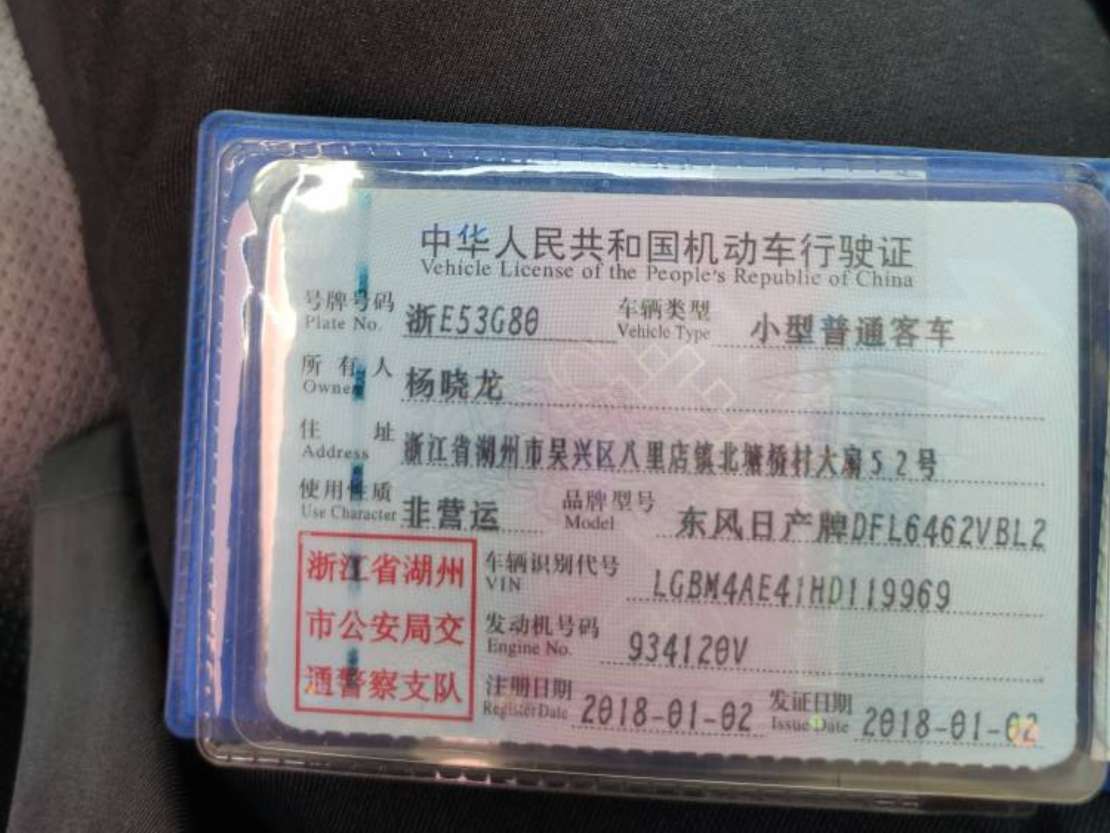 中华人民共和国机动车行驶证
Vehicle License of the People's Republic of China
号牌号码 浙E53G80 车辆类型 小型普通客车
Plate No. Vehicle Type
所有人 杨晓龙
Owner
住址 浙江省湖州市吴兴区八里店镇北塘桥村大扇52号
Address
使用性质 非营运 品牌型号 东风日产牌DFL6462VBL2
Use Character Model
浙江省湖州
市公安局交
通警察支队
车辆识别代号 LGBM4AE41HD119969
VIN
发动机号码 934120V
Engine No.
注册日期 2018-01-02 发证日期 2018-01-02
Register Date Issue Date